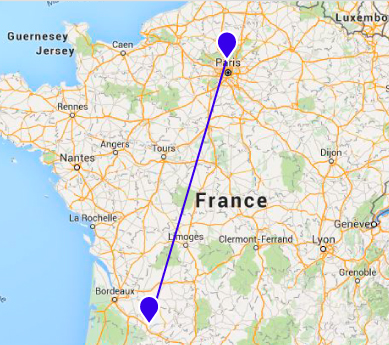 Luxembo
Guernesey
Jersey
Caen
Paris
Rennes
Angers
Tours
Dijon
Nantes
France
La Rochelle
Genève
Limoges
Clermont-Ferrand
Lyon
Grenoble
Bordeaux